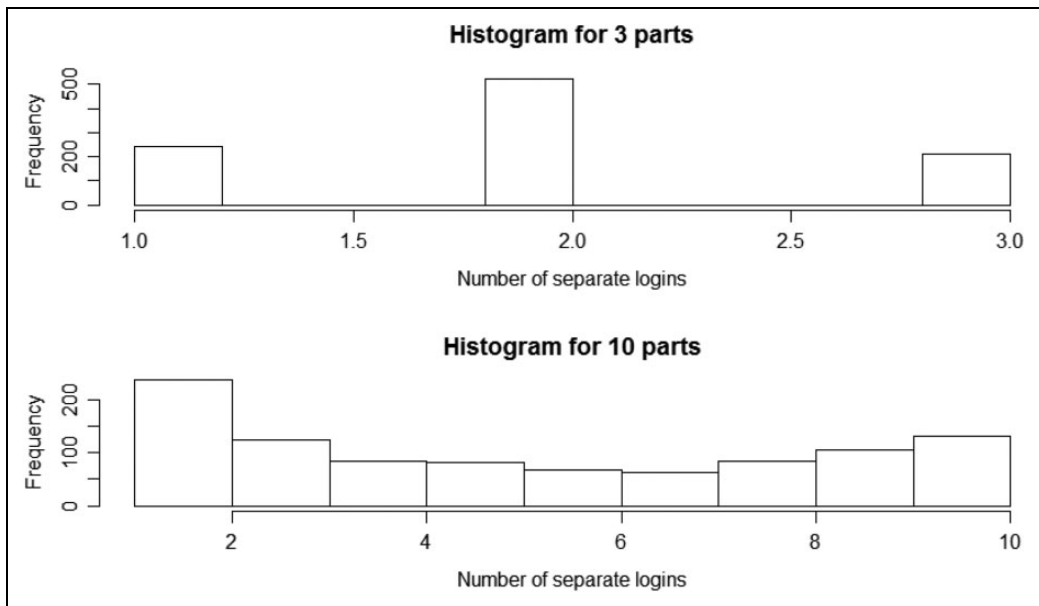 Histogram for 3 parts
Frequency
500
200
0
1.0 1.5 2.0 2.5 3.0
Number of separate logins
Histogram for 10 parts
Frequency
200
100
0
2 4 6 8 10
Number of separate logins